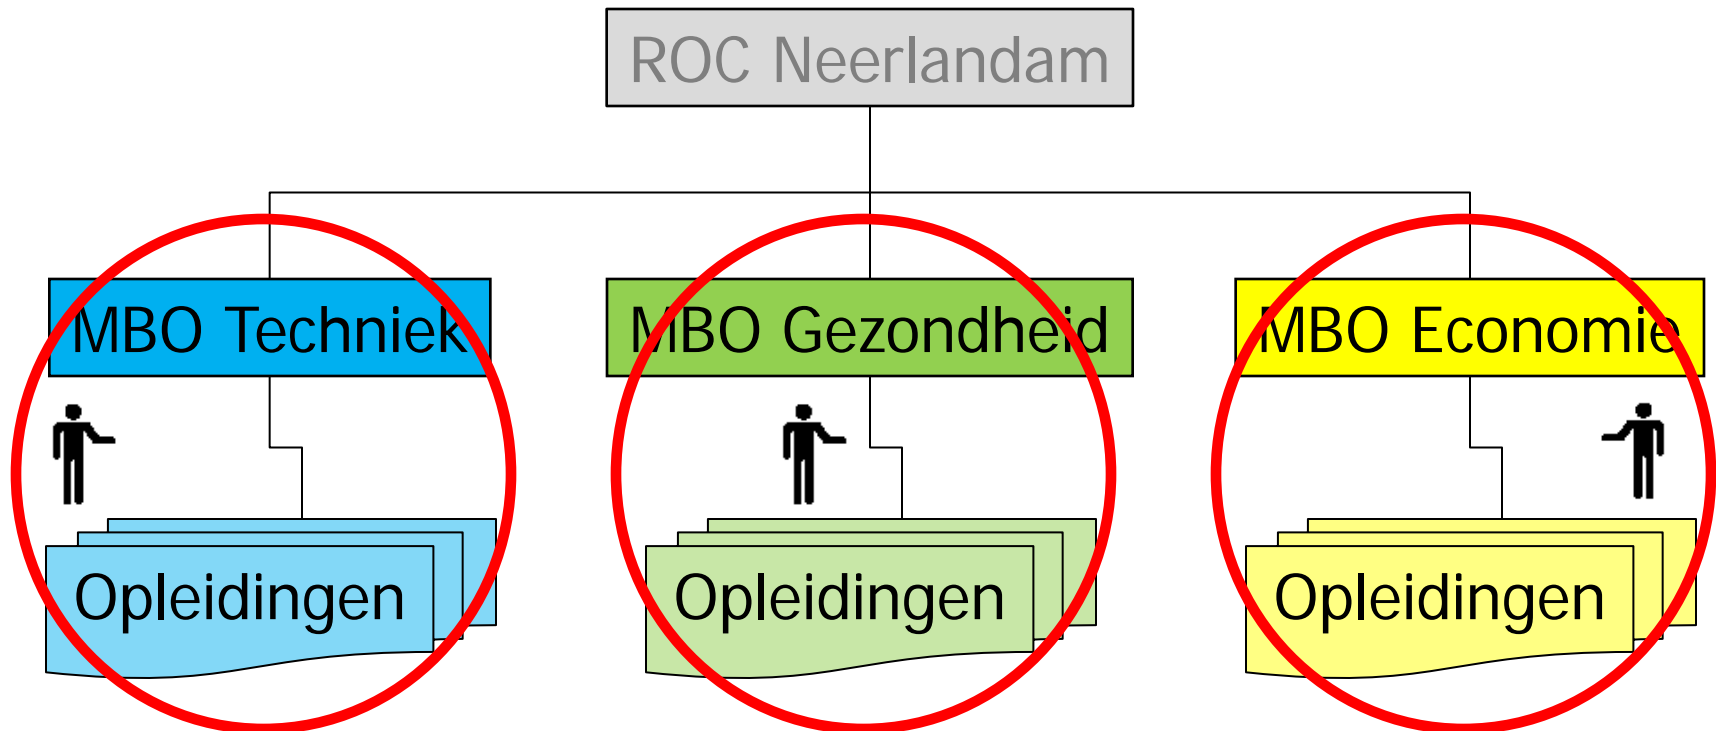 ROC Neerlandam
MBO Techniek
MBO Gezondheid
MBO Economie
Opleidingen
Opleidingen
Opleidingen